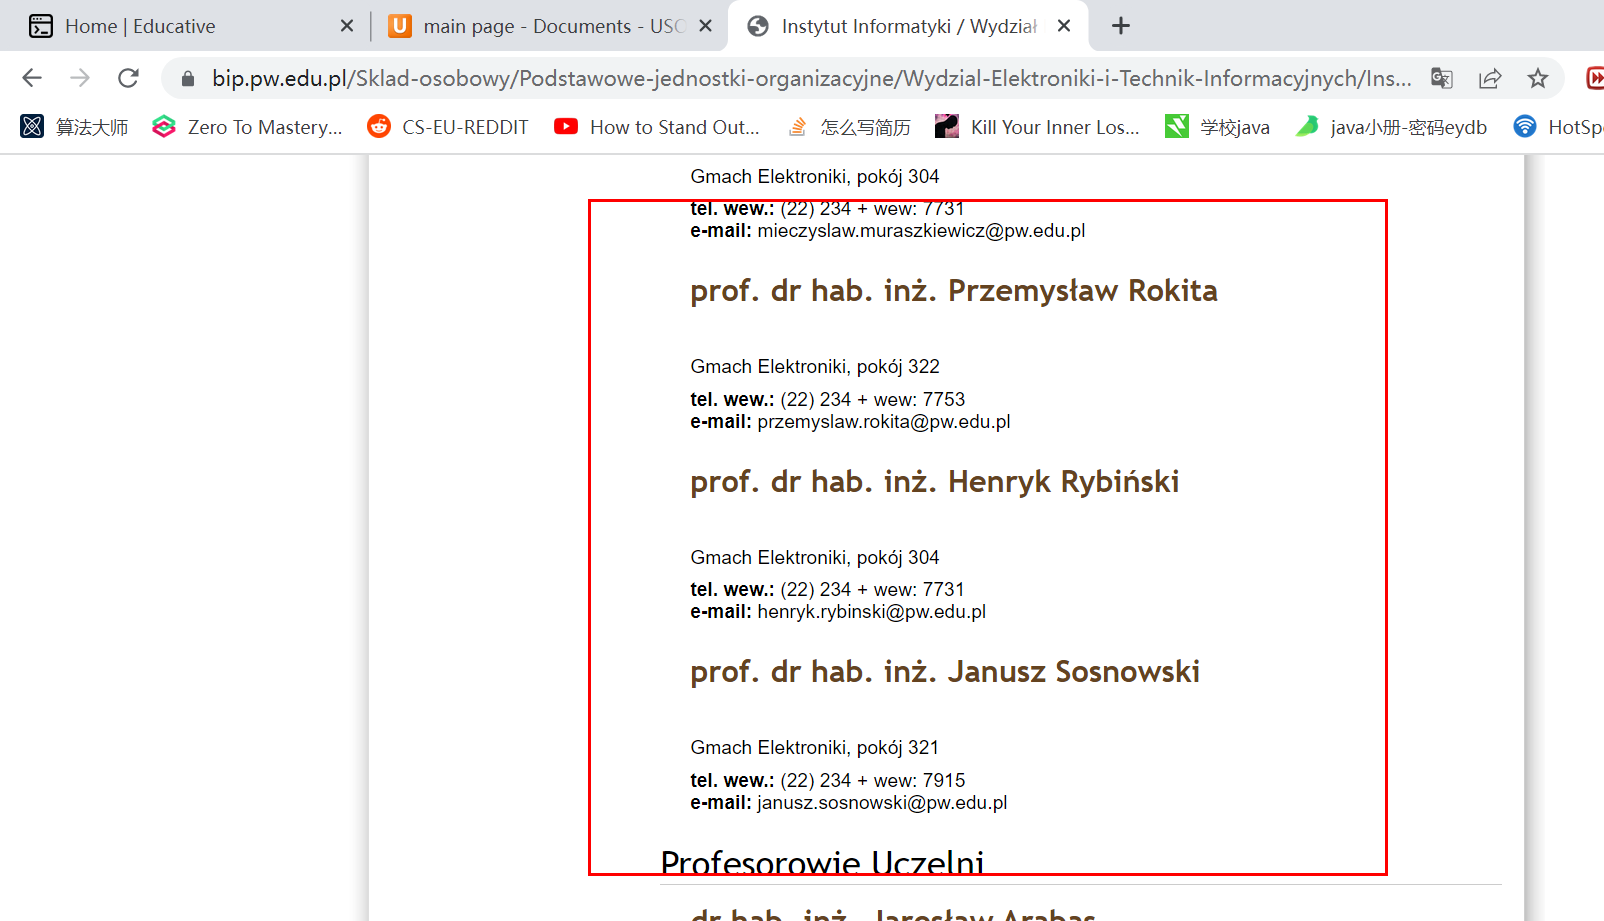 Home | Educative
main page - Documents - USO
Instytut Informatyki / Wydział
bip.pw.edu.pl/Sklad-osobowy/Podstawowe-jednostki-organizacyjne/Wydzial-Elektroniki-i-Technik-Informacyjnych/Ins...
算法大师
Zero To Mastery...
CS-EU-REDDIT
How to Stand Out...
怎么写简历
Kill Your Inner Los...
学校java
java小册-密码eydb
HotSp
Gmach Elektroniki, pokój 304
tel. wew.: (22) 234 + wew: 7731
e-mail: mieczyslaw.muraszkiewicz@pw.edu.pl
prof. dr hab. inż. Przemysław Rokita
Gmach Elektroniki, pokój 322
tel. wew.: (22) 234 + wew: 7753
e-mail: przemyslaw.rokita@pw.edu.pl
prof. dr hab. inż. Henryk Rybiński
Gmach Elektroniki, pokój 304
tel. wew.: (22) 234 + wew: 7731
e-mail: henryk.rybinski@pw.edu.pl
prof. dr hab. inż. Janusz Sosnowski
Gmach Elektroniki, pokój 321
tel. wew.: (22) 234 + wew: 7915
e-mail: janusz.sosnowski@pw.edu.pl
Profesorowie Uczelni
dr hab. inż. Jarosław Arabas